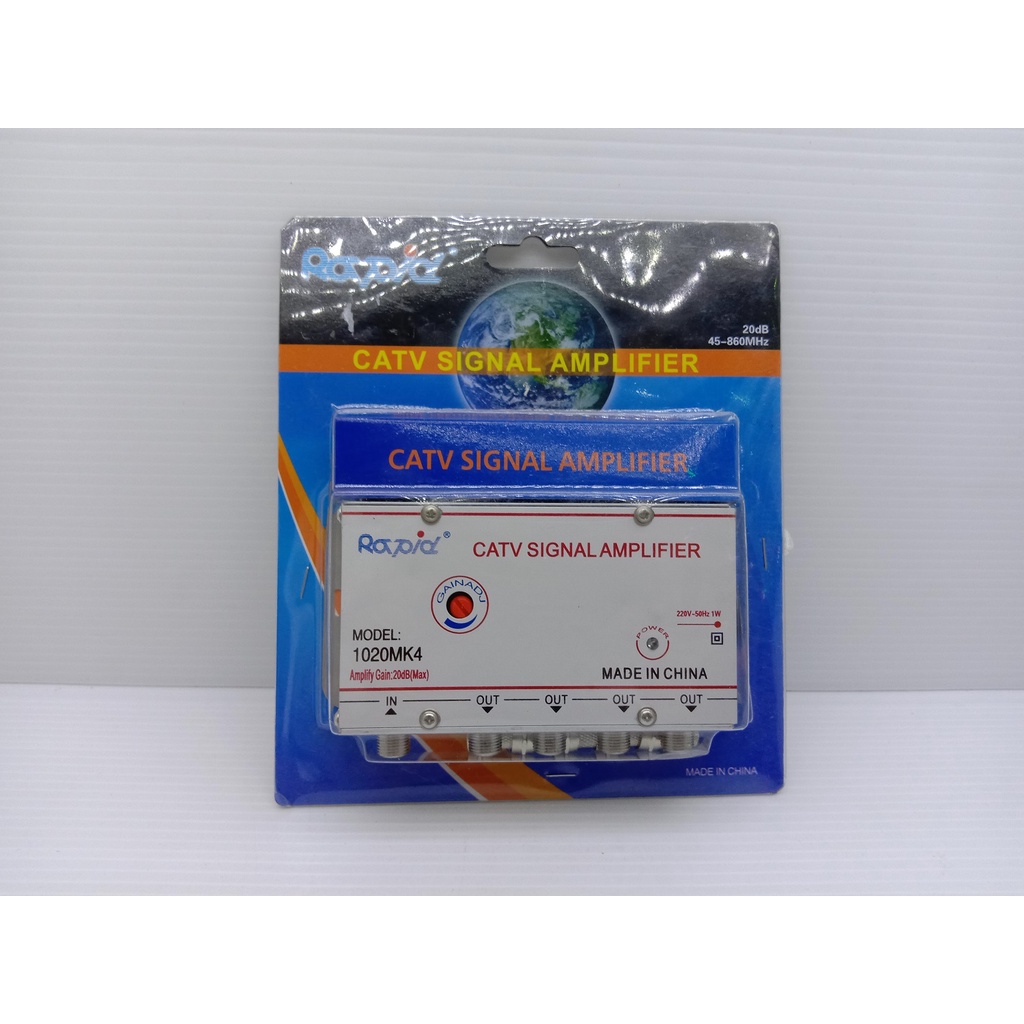 Rapid
20dB
45-860MHz
CATV SIGNAL AMPLIFIER
CATV SIGNAL AMPLIFIER
Rapid®
CATV SIGNAL AMPLIFIER
GAINADJ
220V~50Hz 1W
POWER
MODEL:
1020MK4
Amplify Gain:20dB(Max)
MADE IN CHINA
IN OUT OUT OUT OUT
MADE IN CHINA